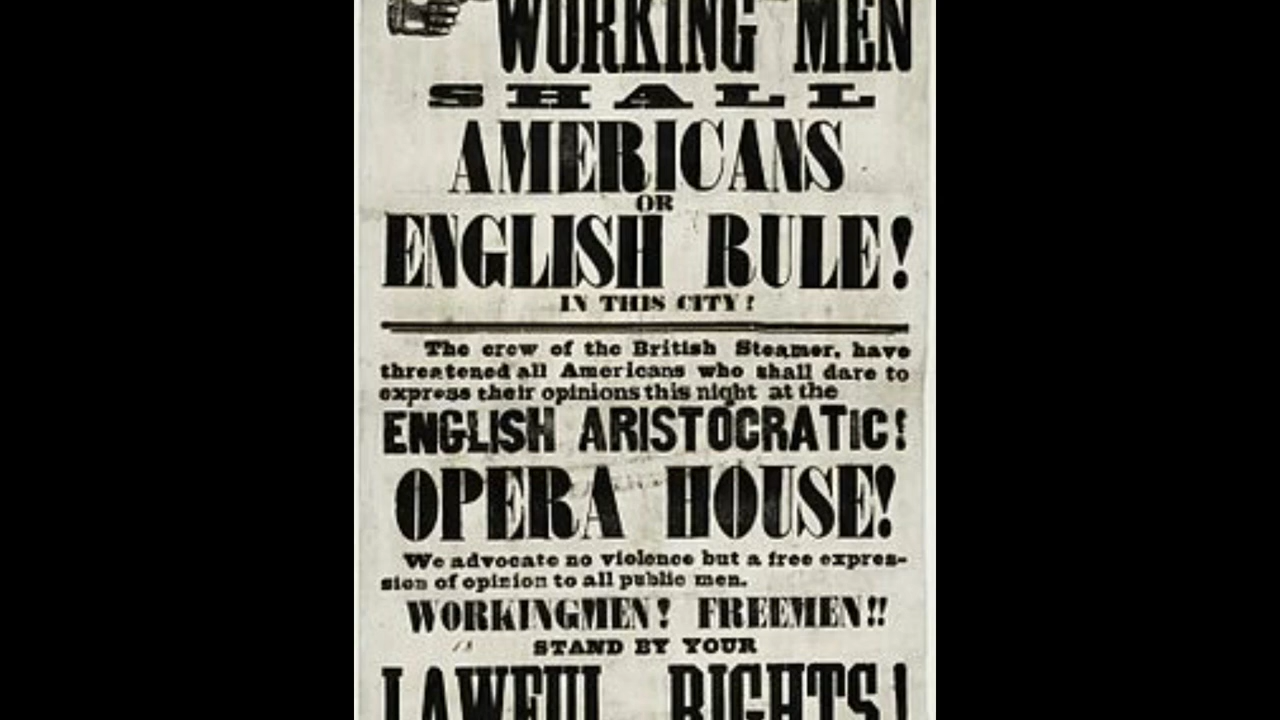 WORKING MEN
SHALL
AMERICANS
OR
ENGLISH RULE!
IN THIS CITY?
The crew of the British Steamer, have
threatened all Americans who shall dare to
express their opinions this night at the
ENGLISH ARISTOCRATIC!
OPERA HOUSE!
We advocate no violence but a free expres-
sion of opinion to all public men.
WORKINGMEN! FREEMEN!!
STAND BY YOUR
LAWFUL RIGHTS!